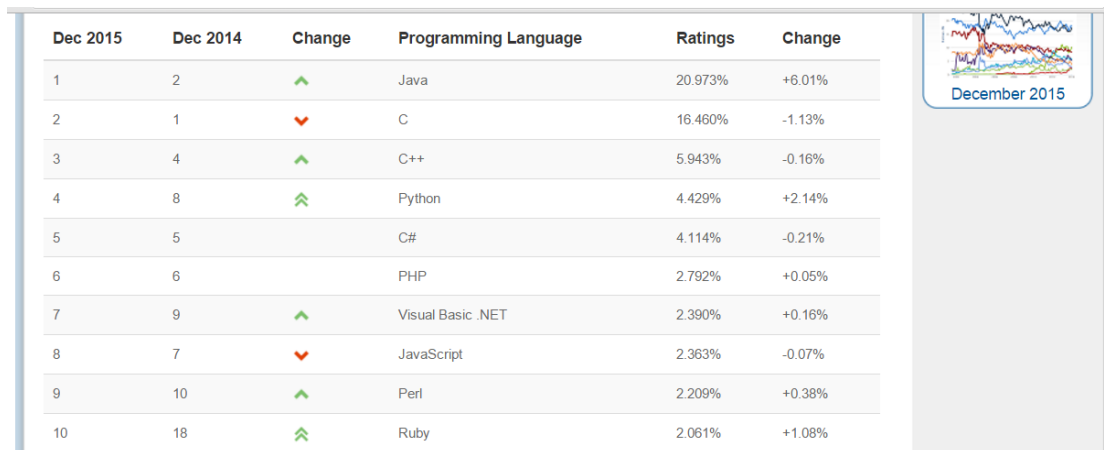 Dec 2015 Dec 2014 Change Programming Language Ratings Change
1 2 Java 20.973% +6.01%
2 1 C 16.460% -1.13%
3 4 C++ 5.943% -0.16%
4 8 Python 4.429% +2.14%
5 5 C# 4.114% -0.21%
6 6 PHP 2.792% +0.05%
7 9 Visual Basic .NET 2.390% +0.16%
8 7 JavaScript 2.363% -0.07%
9 10 Perl 2.209% +0.38%
10 18 Ruby 2.061% +1.08%
December 2015